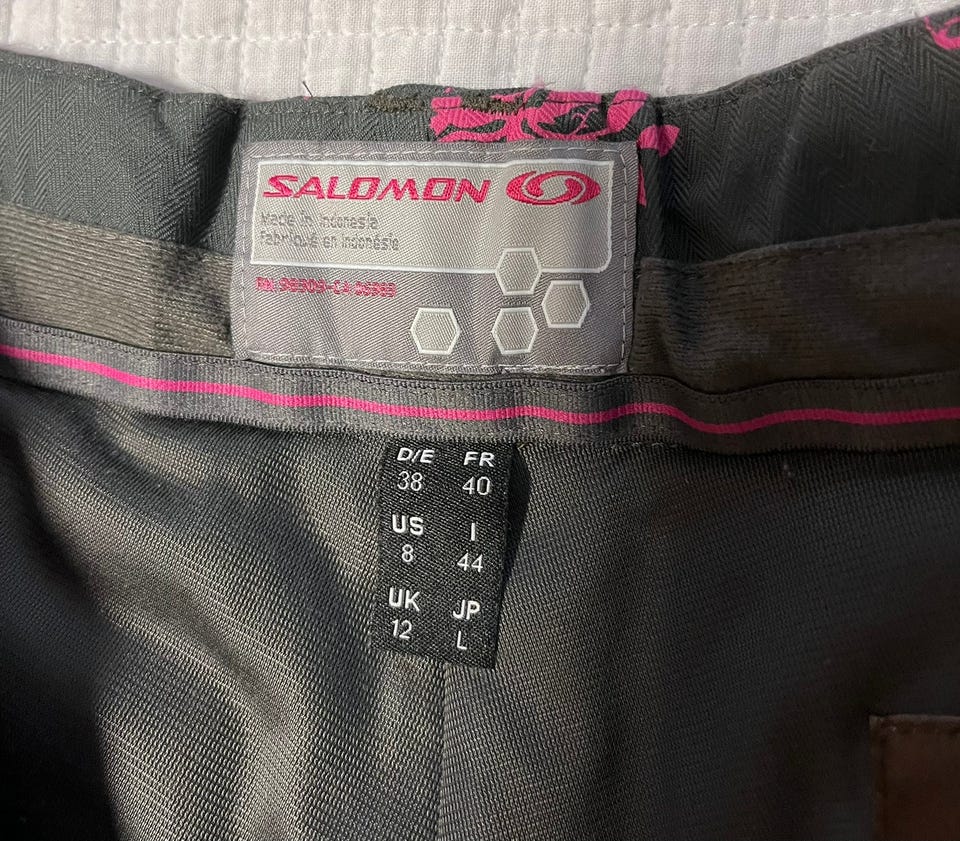 SALOMON
Made in Indonesia
Fabriqué en Indonésie
D/E FR
38 40
US I
8 44
UK JP
12 L